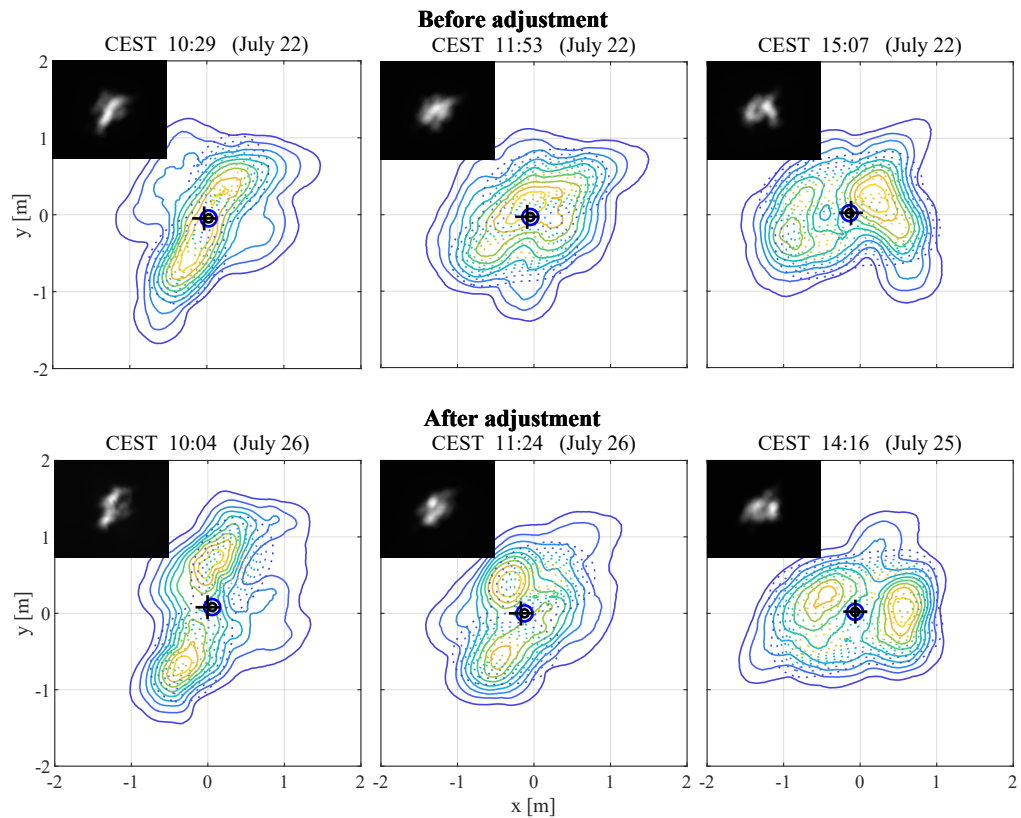 Before adjustment
CEST 10:29 (July 22)
CEST 11:53 (July 22)
CEST 15:07 (July 22)
2
1
0
-1
-2
y [m]
After adjustment
CEST 10:04 (July 26)
CEST 11:24 (July 26)
CEST 14:16 (July 25)
2
1
0
-1
-2
y [m]
-2 -1 0 1 2 -1 0 1 2 -1 0 1 2
x [m]